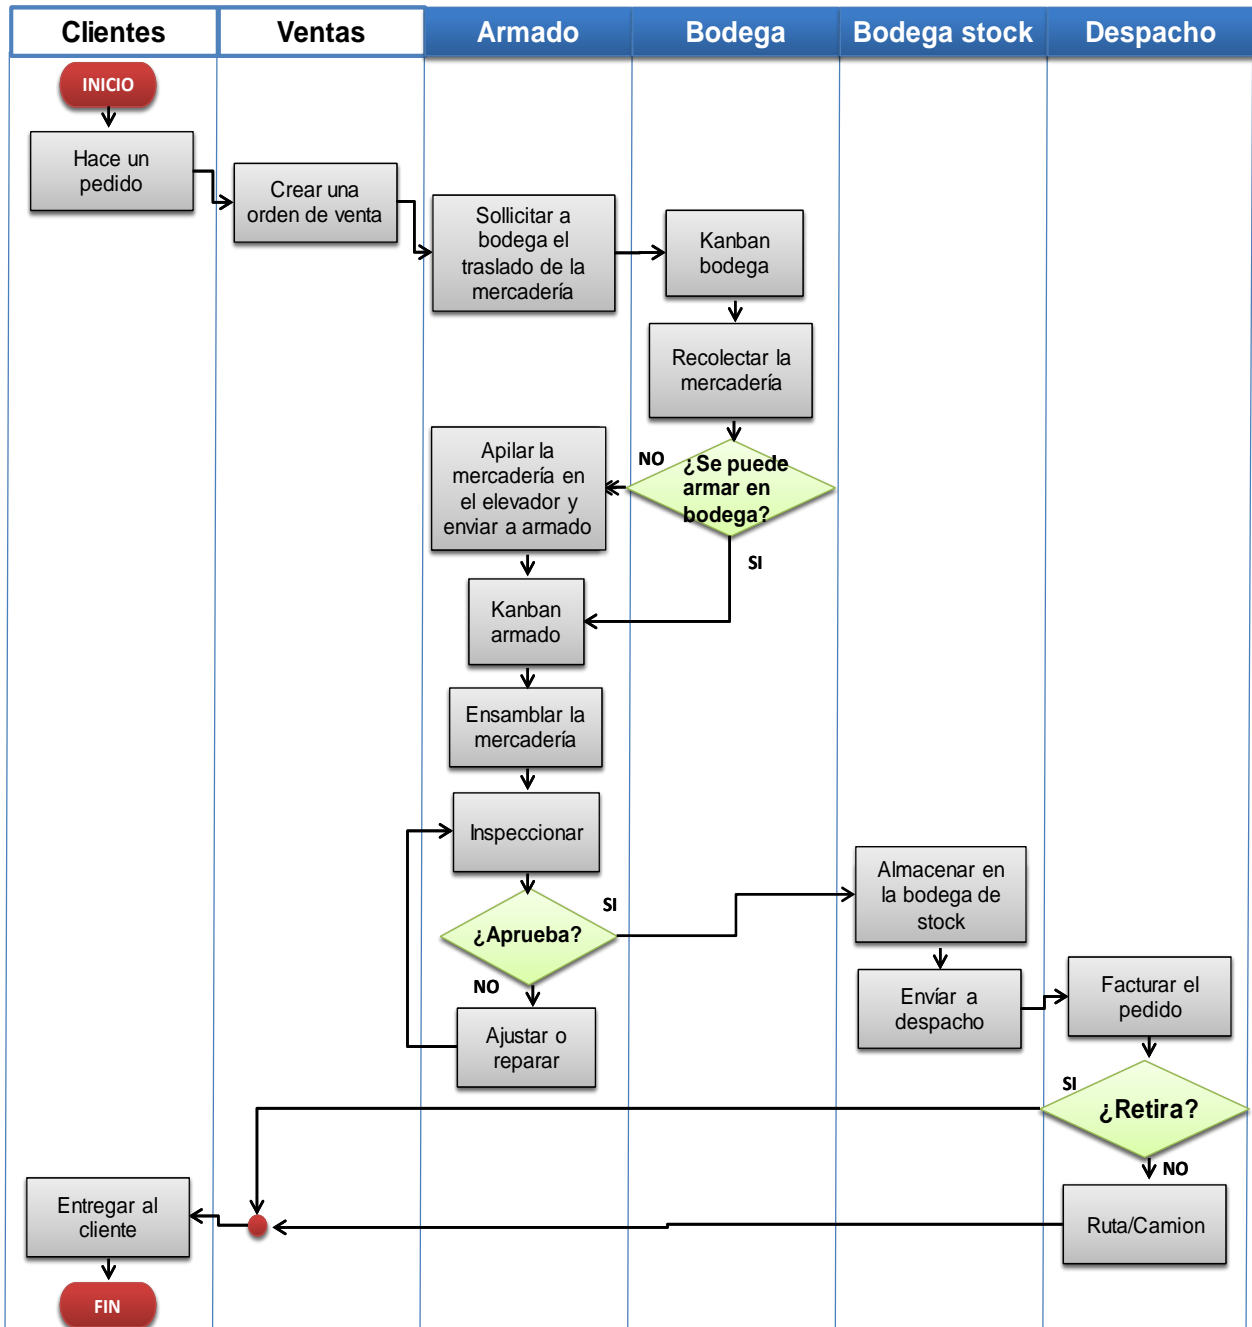 Clientes
Ventas
Armado
Bodega
Bodega stock
Despacho
INICIO
Hace un
pedido
Crear una
orden de venta
Sollicitar a
bodega el
traslado de la
mercadería
Kanban
bodega
Recolectar la
mercadería
¿Se puede
armar en
bodega?
NO
SI
Apilar la
mercadería en
el elevador y
enviar a armado
Kanban
armado
Ensamblar la
mercadería
Inspeccionar
¿Aprueba?
SI
NO
Ajustar o
reparar
Almacenar en
la bodega de
stock
Envíar a
despacho
Facturar el
pedido
SI
¿Retira?
NO
Ruta/Camion
Entregar al
cliente
FIN